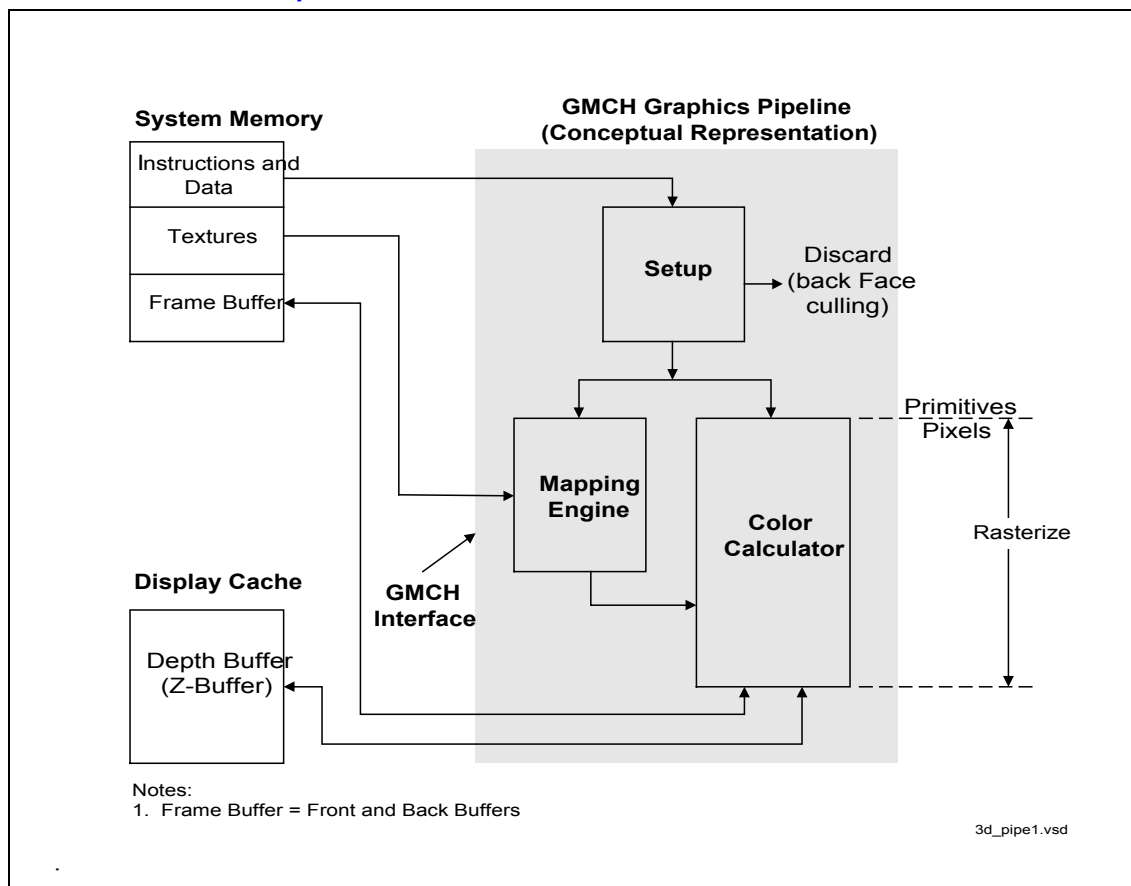 System Memory
GMCH Graphics Pipeline
(Conceptual Representation)
Instructions and
Data
Textures
Frame Buffer
Setup
Discard
(back Face
culling)
Primitives
Pixels
Mapping
Engine
Color
Calculator
Rasterize
GMCH
Interface
Display Cache
Depth Buffer
(Z-Buffer)
Notes:
1. Frame Buffer = Front and Back Buffers
3d_pipe1.vsd
.